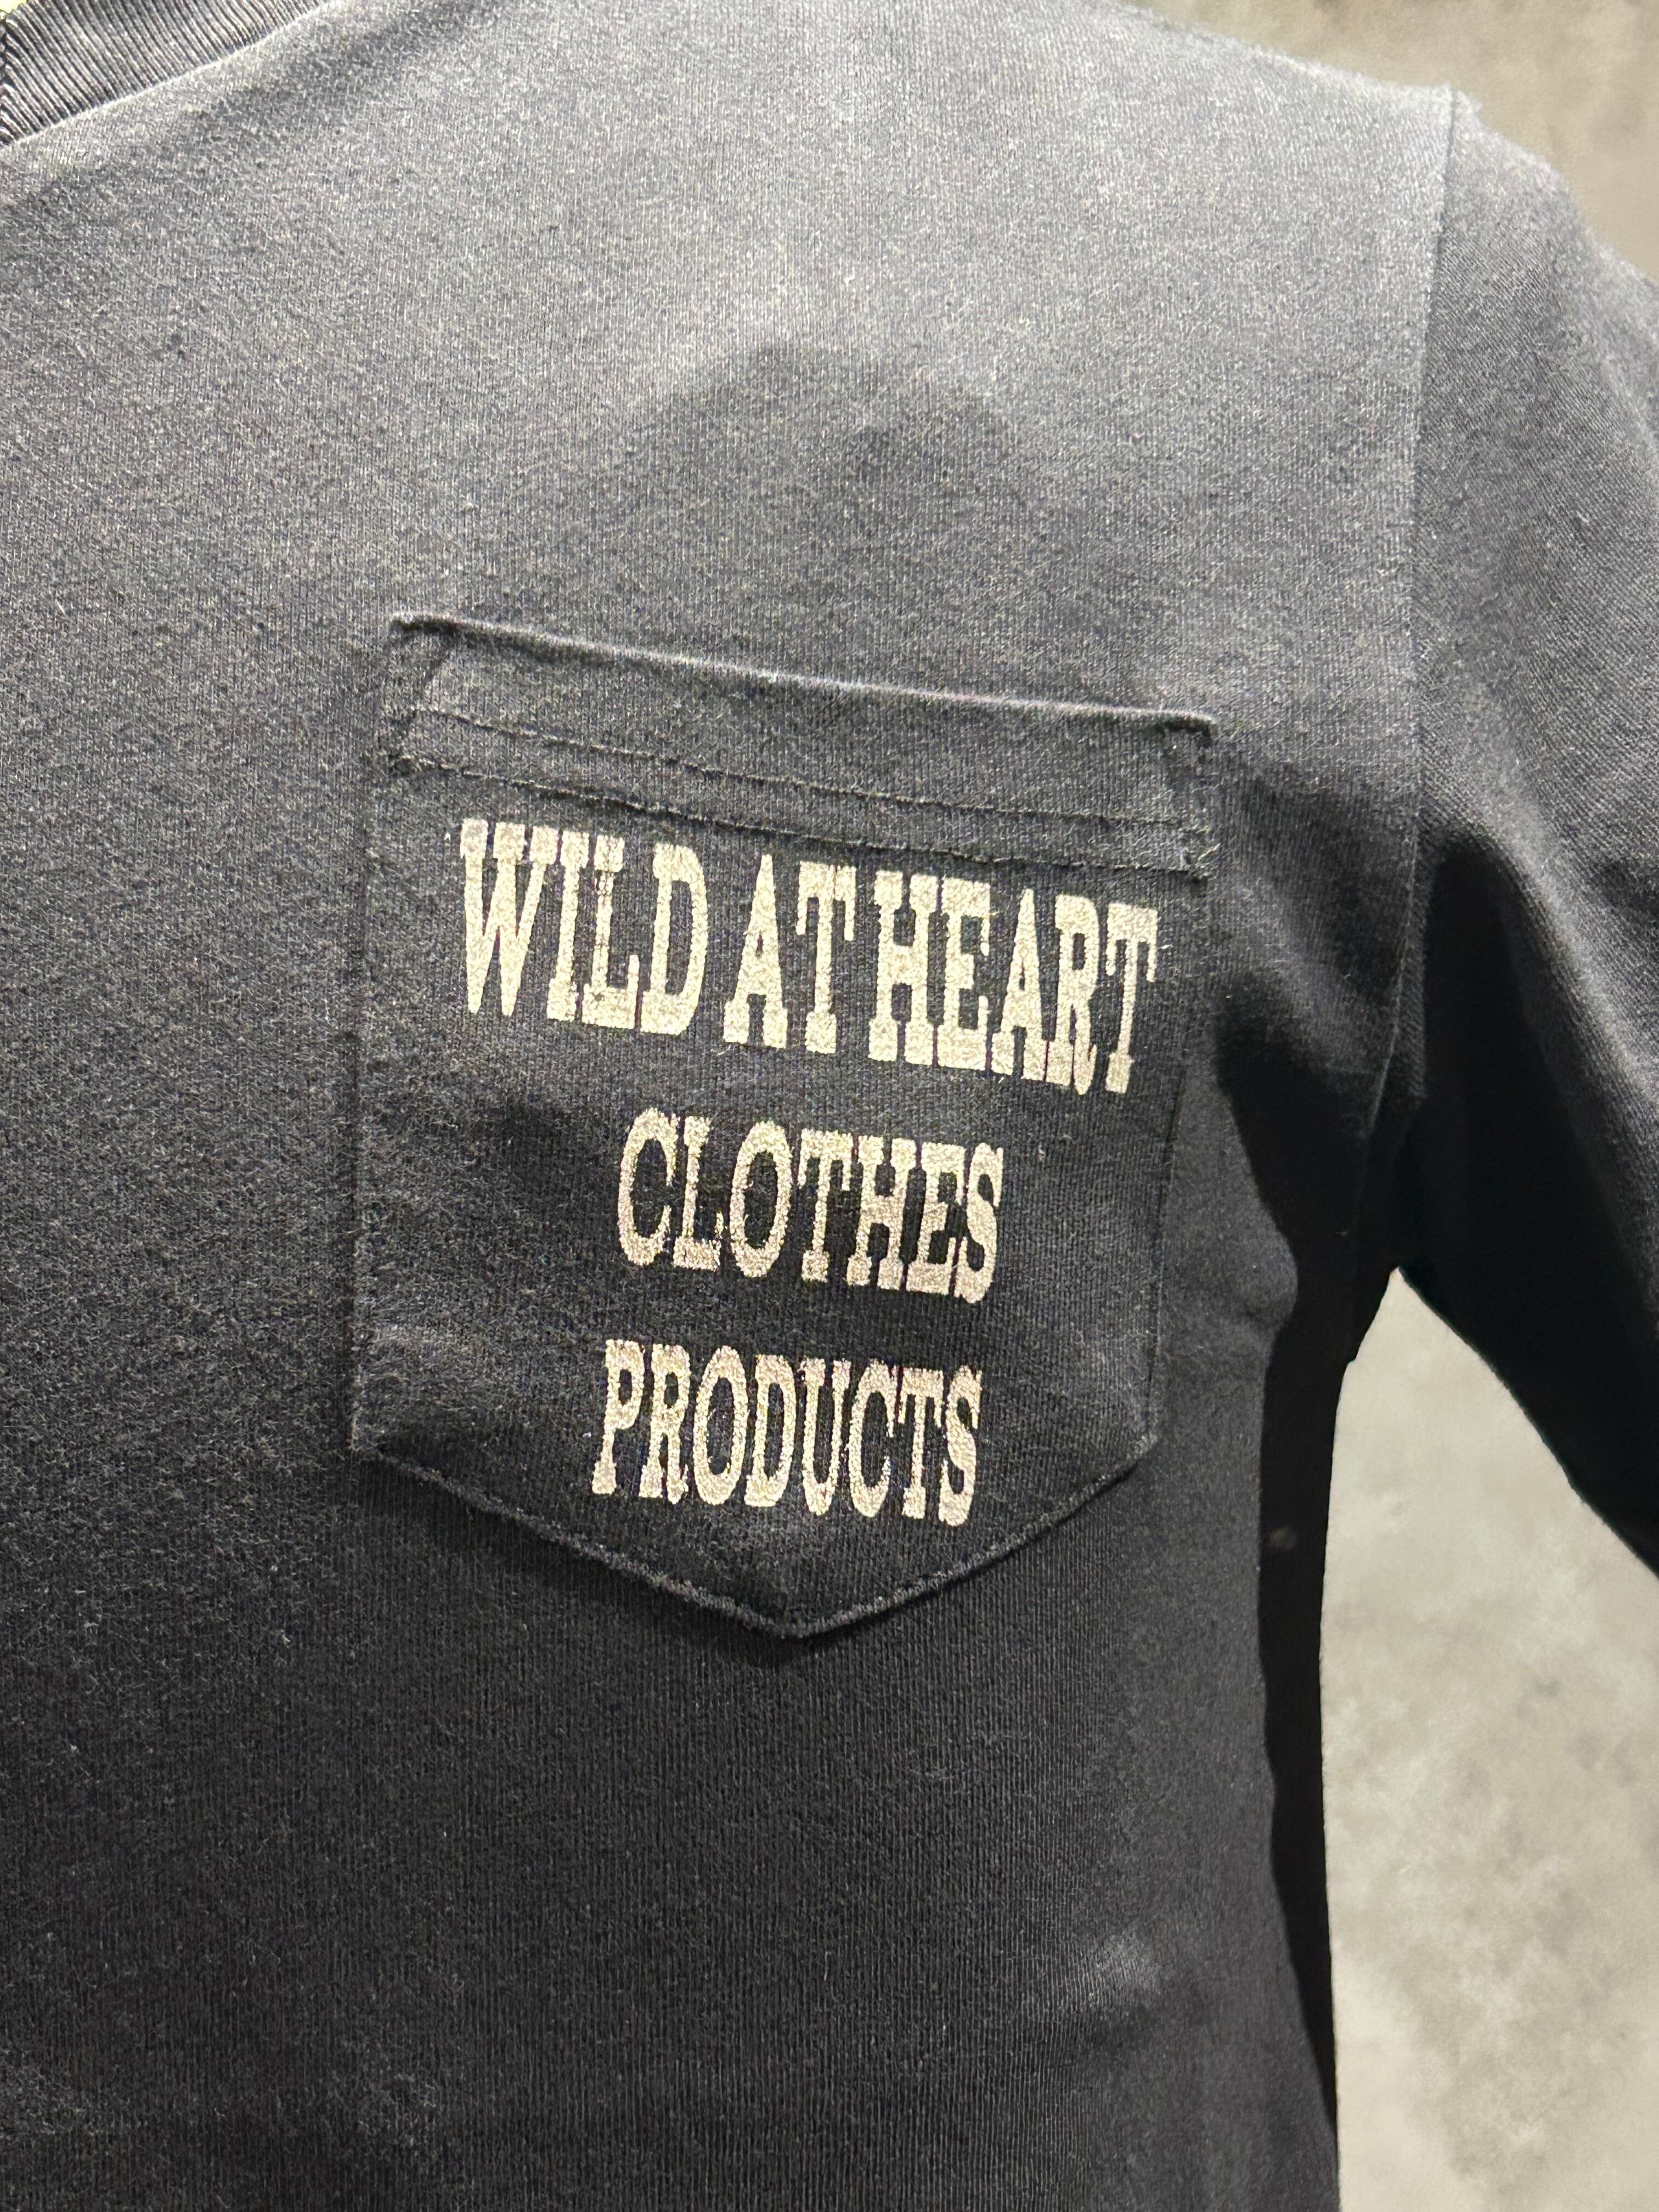 WILD AT HEART
CLOTHES
PRODUCTS